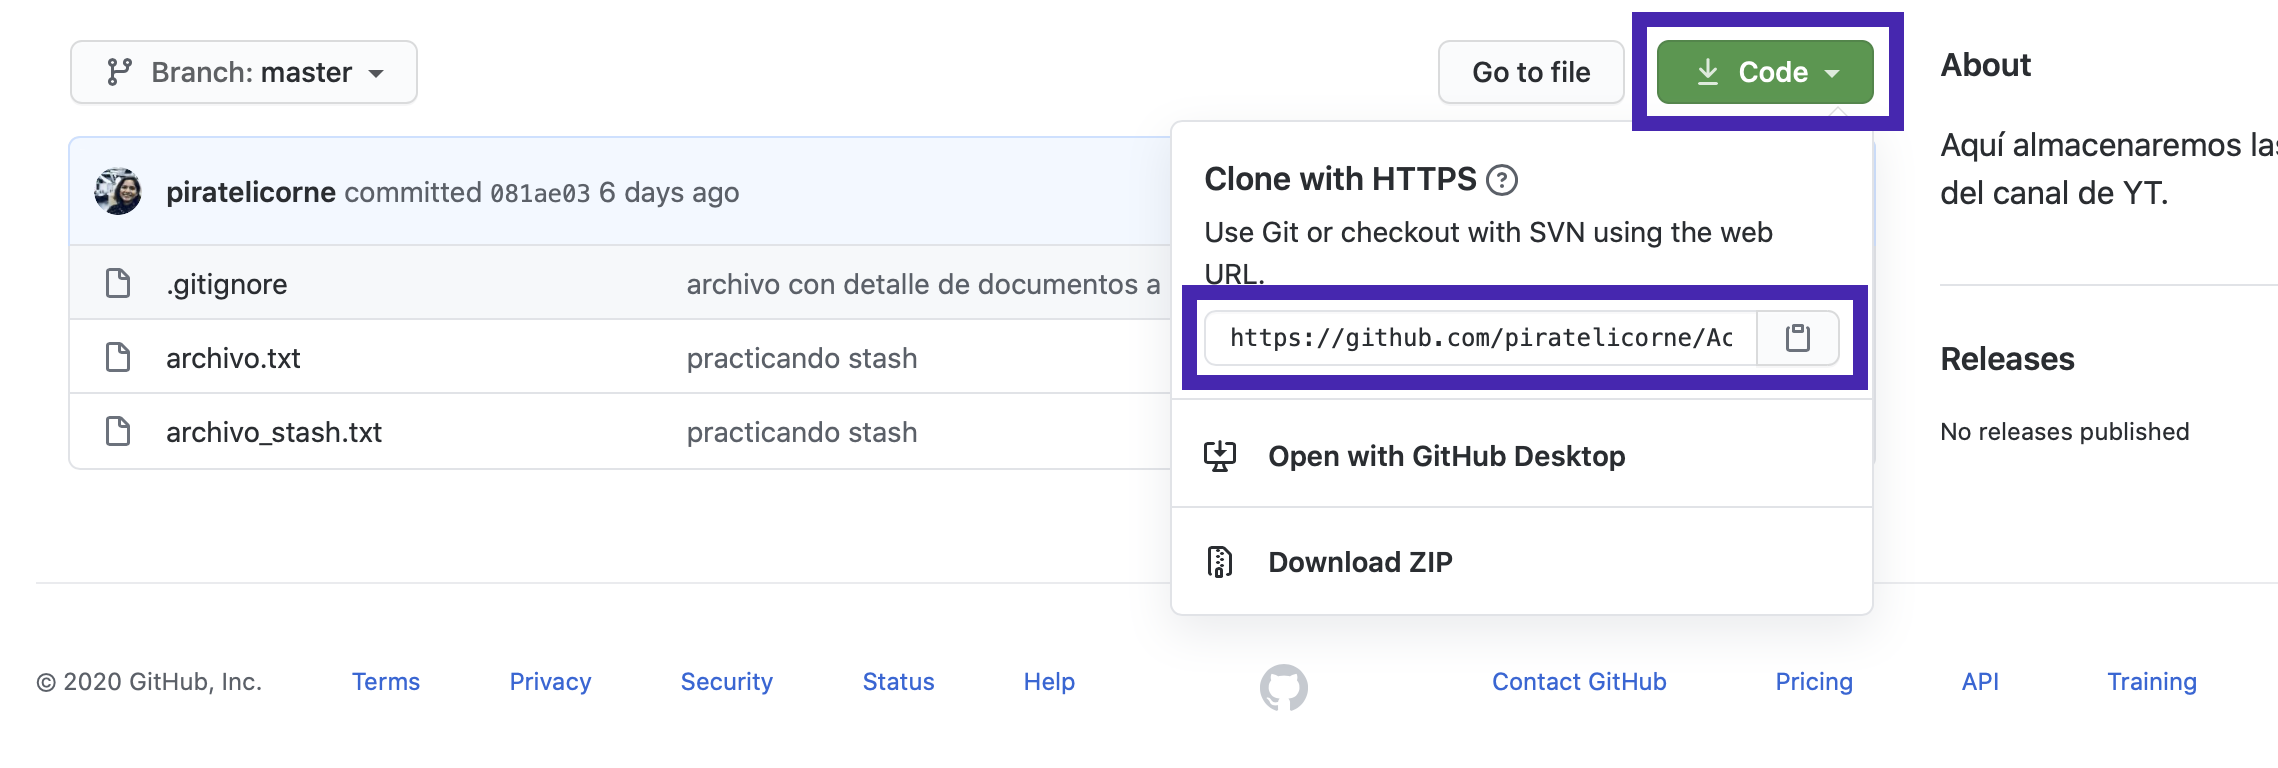 Branch: master
Go to file
Code
About
Aquí almacenaremos
del canal de YT.
piratelicorne committed 081ae03 6 days ago
Clone with HTTPS
Use Git or checkout with SVN using the web
URL.
https://github.com/piratelicorne/Ac
.gitignore
archivo con detalle de documentos a
archivo.txt
practicando stash
archivo_stash.txt
practicando stash
Open with GitHub Desktop
Download ZIP
Releases
No releases published
© 2020 GitHub, Inc.
Terms
Privacy
Security
Status
Help
Contact GitHub
Pricing
API
Training